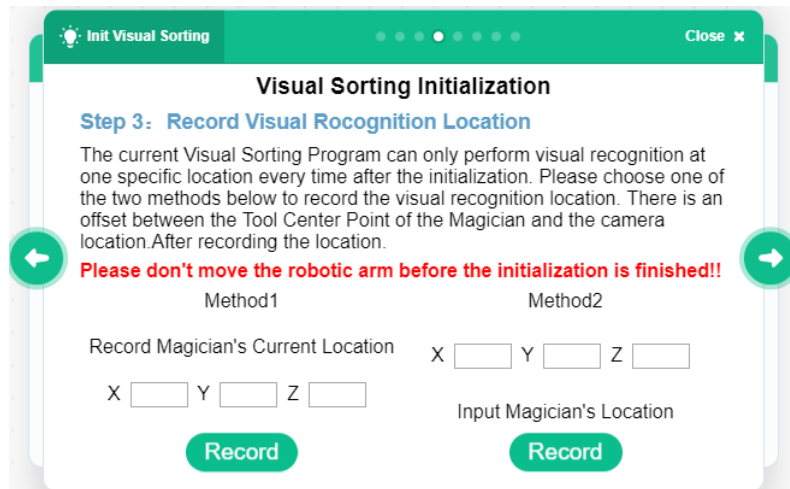 Init Visual Sorting
Close ×
Visual Sorting Initialization
Step 3：Record Visual Rocognition Location
The current Visual Sorting Program can only perform visual recognition at
one specific location every time after the initialization. Please choose one of
the two methods below to record the visual recognition location. There is an
offset between the Tool Center Point of the Magician and the camera
location.After recording the location.
Please don't move the robotic arm before the initialization is finished!!
Method1
Record Magician's Current Location
X Y Z
Record
Method2
X Y Z
Input Magician's Location
Record